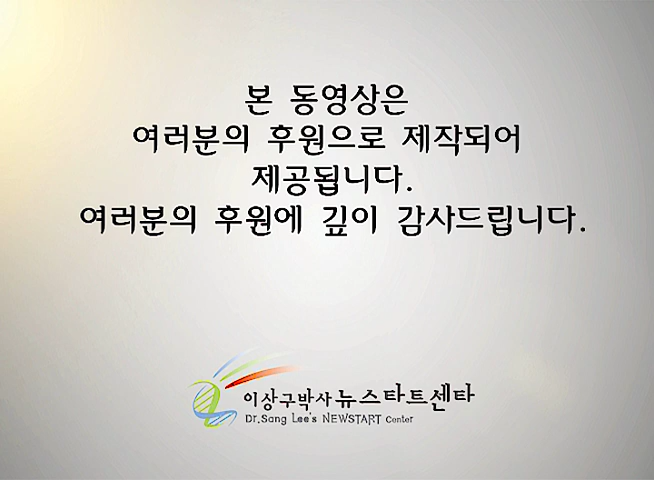 본 동영상은
여러분의 후원으로 제작되어
제공됩니다.
여러분의 후원에 깊이 감사드립니다.
이상구박사 뉴스타트센타
Dr.Sang Lee's NEWSTART Center